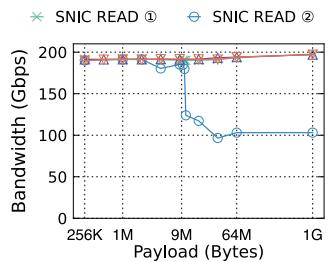 SNIC READ ① SNIC READ ②
Bandwidth (Gbps)
200
150
100
50
0
256K 1M 9M 64M 1G
Payload (Bytes)